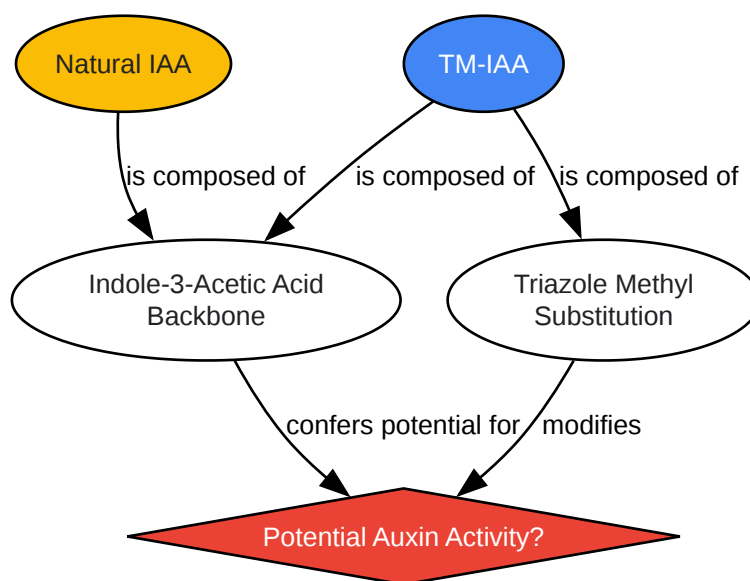 Natural IAA
TM-IAA
is composed of
is composed of
is composed of
Indole-3-Acetic Acid
Backbone
Triazole Methyl
Substitution
confers potential for
modifies
Potential Auxin Activity?